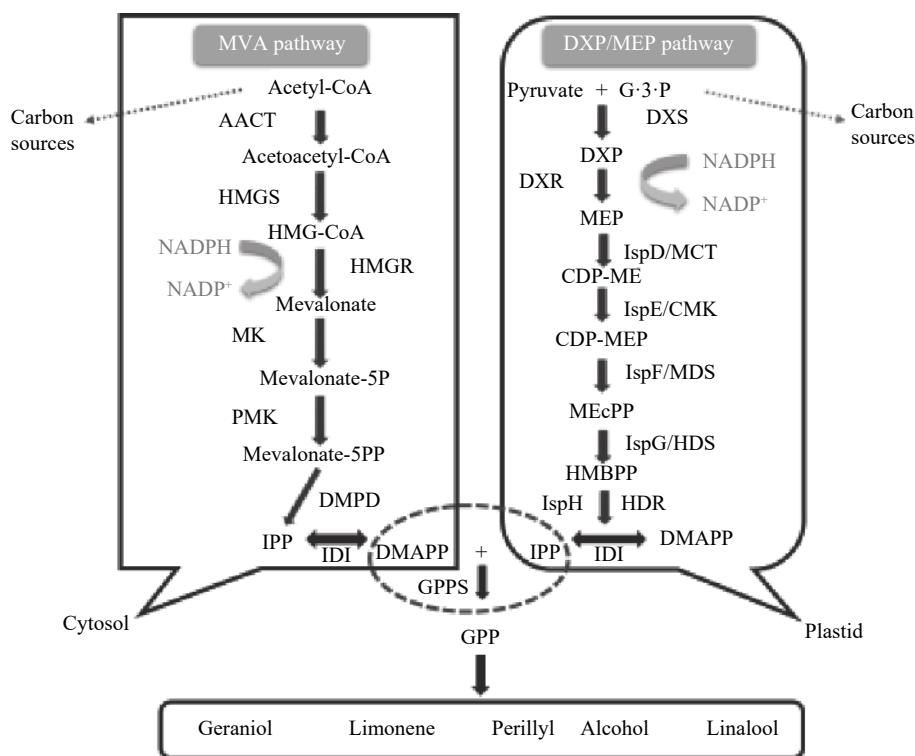 MVA pathway
Acetyl-CoA
Carbon
sources
AACT
Acetoacetyl-CoA
HMGS
HMG-CoA
NADPH
HMGR
NADP+
Mevalonate
MK
Mevalonate-5P
PMK
Mevalonate-5PP
DMPD
IPP
IDI
DMAPP
Cytosol
DXP/MEP pathway
Pyruvate + G·3·P
DXS
Carbon
sources
DXP
NADPH
DXR
NADP+
MEP
IspD/MCT
CDP-ME
IspE/CMK
CDP-MEP
IspF/MDS
MEcPP
IspG/HDS
HMBPP
IspH HDR
+
IPP
IDI
DMAPP
Plastid
GPPS
GPP
Geraniol Limonene Perillyl Alcohol Linalool